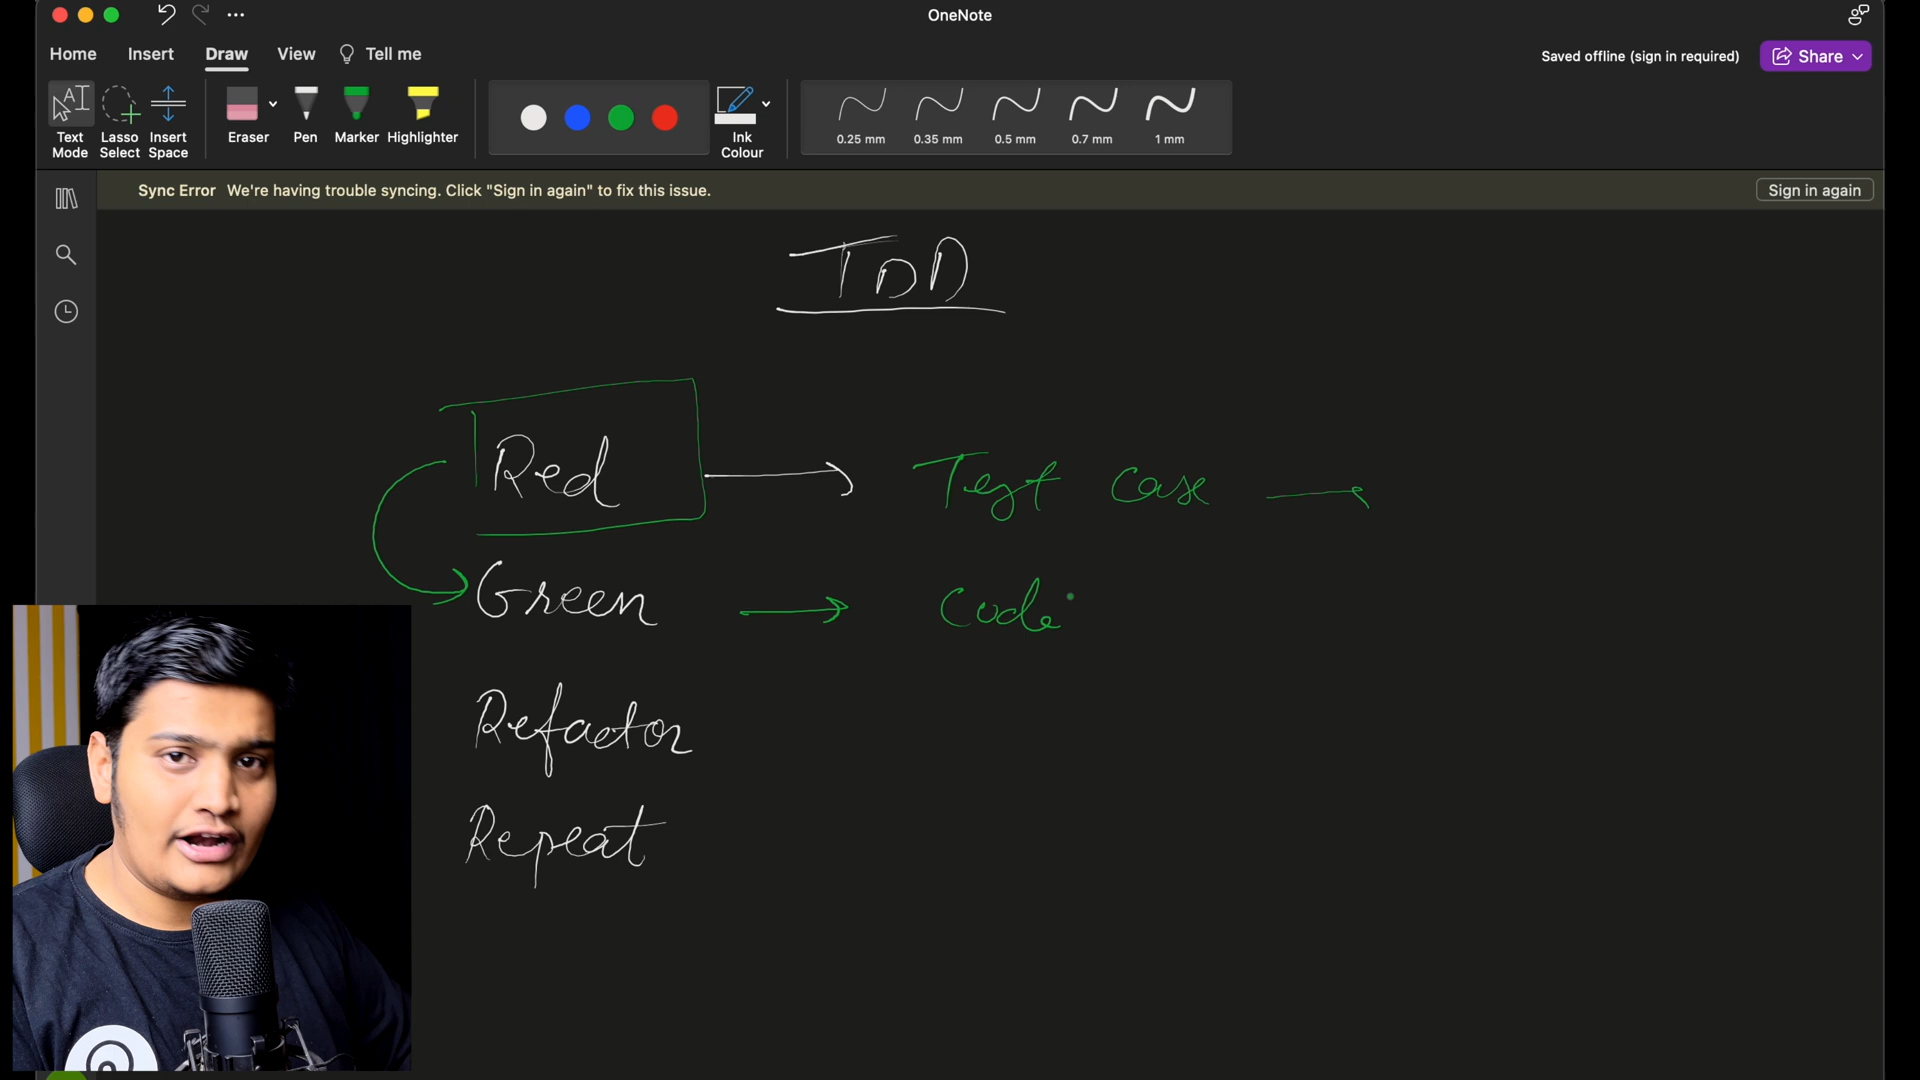 OneNote
Home Insert Draw View Tell me
Saved offline (sign in required) Share
Text Mode
Lasso Select
Insert Space
Eraser
Pen
Marker
Highlighter
Ink Colour
0.25 mm
0.35 mm
0.5 mm
0.7 mm
1 mm
Sync Error We're having trouble syncing. Click "Sign in again" to fix this issue. Sign in again
TDD
Red Test Case
Green Code
Refactor
Repeat